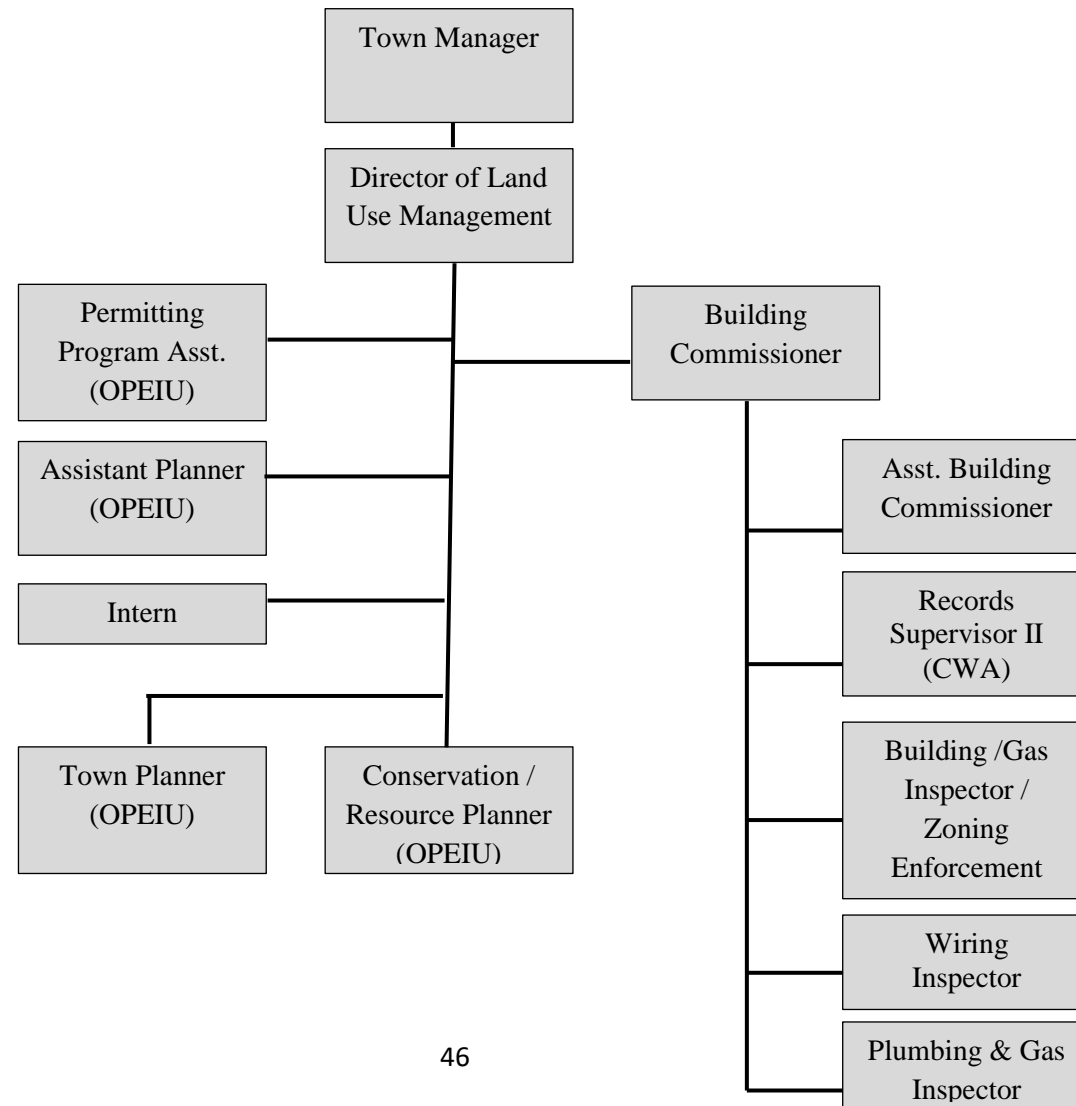 Town Manager
Director of Land
Use Management
Permitting
Program Asst.
(OPEIU)
Building
Commissioner
Assistant Planner
(OPEIU)
Asst. Building
Commissioner
Intern
Records
Supervisor II
(CWA)
Town Planner
(OPEIU)
Conservation /
Resource Planner
(OPEIU)
Building /Gas
Inspector /
Zoning
Enforcement
Wiring
Inspector
Plumbing & Gas
Inspector
46